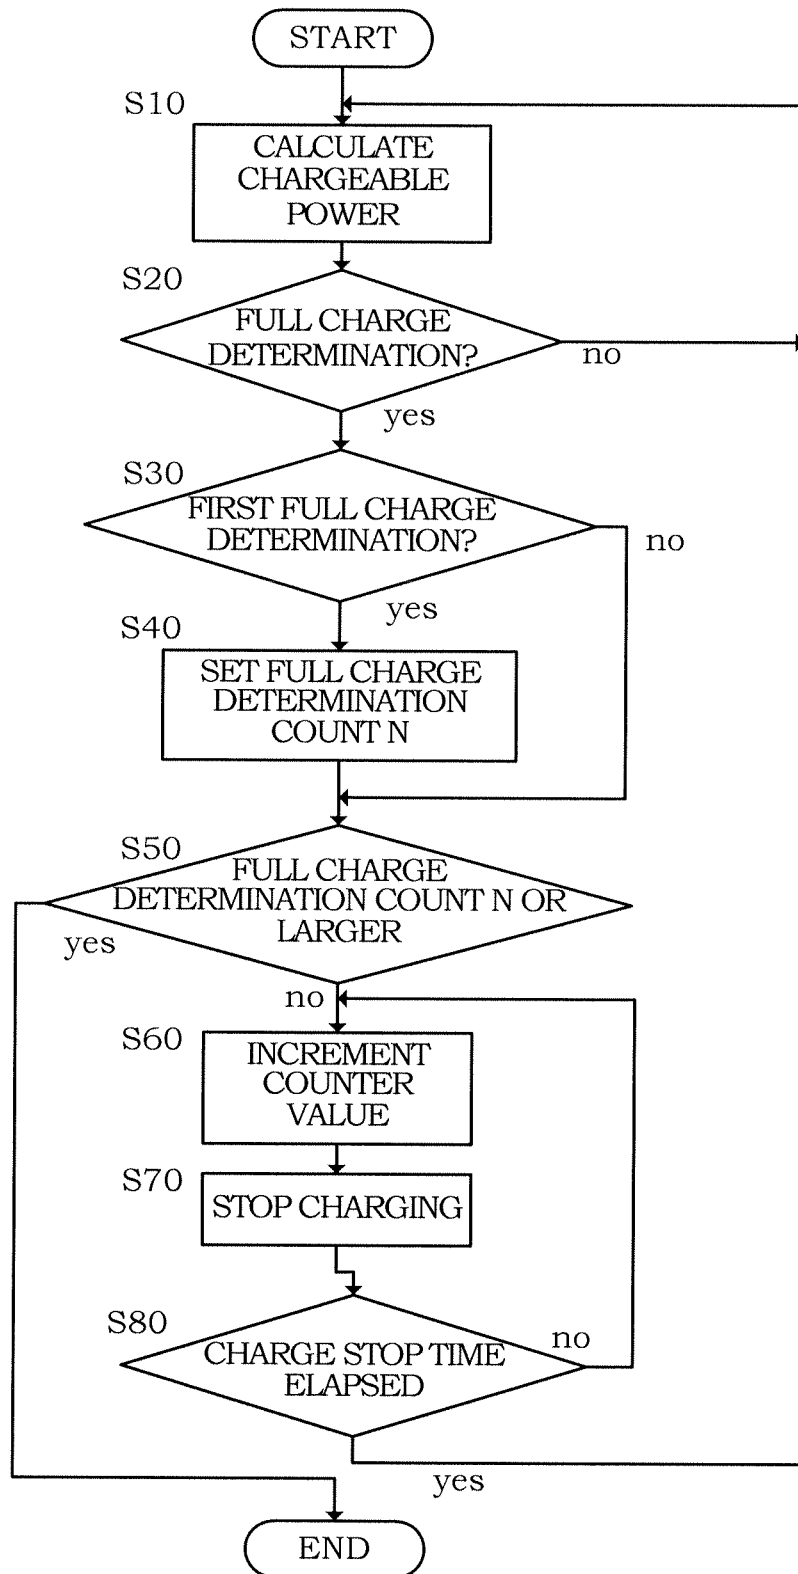 START
S10
CALCULATE
CHARGEABLE
POWER
S20
FULL CHARGE
DETERMINATION?
no
yes
S30
FIRST FULL CHARGE
DETERMINATION?
no
yes
S40
SET FULL CHARGE
DETERMINATION
COUNT N
S50
FULL CHARGE
DETERMINATION COUNT N OR
LARGER
yes
no
S60
INCREMENT
COUNTER
VALUE
S70
STOP CHARGING
S80
no
CHARGE STOP TIME
ELAPSED
yes
END